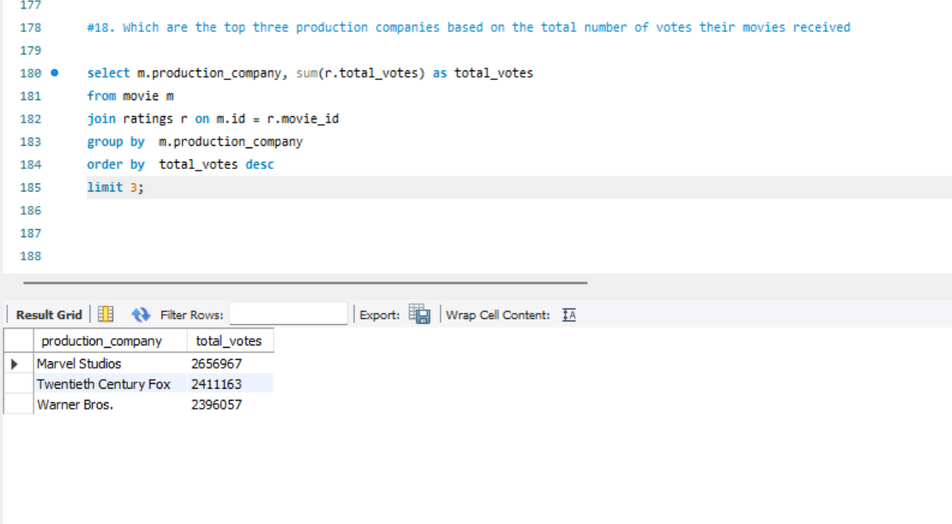 177
178 #18. Which are the top three production companies based on the total number of votes their movies received
179
180 select m.production_company, sum(r.total_votes) as total_votes
181 from movie m
182 join ratings r on m.id = r.movie_id
183 group by  m.production_company
184 order by  total_votes desc
185 limit 3;
186
187
188
Result Grid Filter Rows: Export: Wrap Cell Content:
production_company total_votes
Marvel Studios 2656967
Twentieth Century Fox 2411163
Warner Bros. 2396057